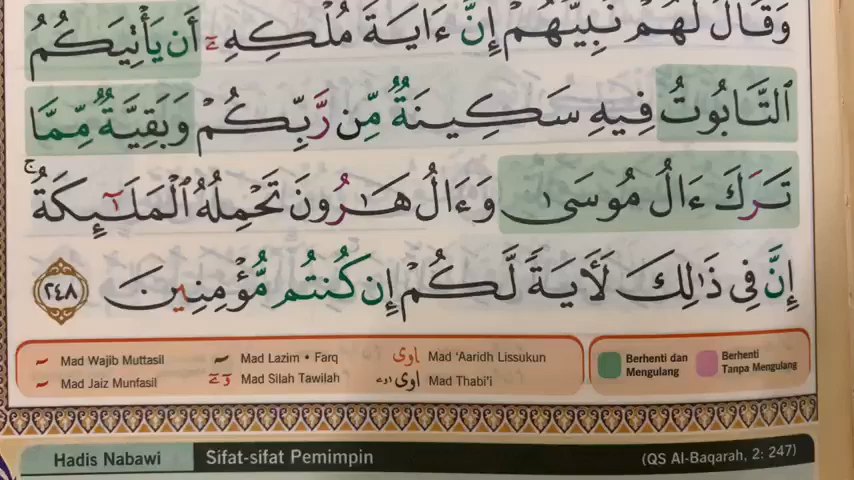 وَقَالَ لَهُمْ نَبِيُّهُمْ إِنَّ ءَايَةَ مُلْكِهِۦٓ أَن يَأْتِيَكُمُ
ٱلتَّابُوتُ فِيهِ سَكِينَةٌ مِّن رَّبِّكُمْ وَبَقِيَّةٌ مِّمَّا
تَرَكَ ءَالُ مُوسَىٰ وَءَالُ هَٰرُونَ تَحْمِلُهُ ٱلْمَلَٰٓئِكَةُ ۚ
إِنَّ فِى ذَٰلِكَ لَأٓيَةً لَّكُمْ إِن كُنتُم مُّؤْمِنِينَ ٢٤٨
Mad Wajib Muttasil
Mad Jaiz Munfasil
Mad Lazim • Farq
Mad Silah Tawilah
اوى Mad 'Aaridh Lissukun
اوى Mad Thabi'i
Berhenti dan
Mengulang
Berhenti
Tanpa Mengulang
Hadis Nabawi
Sifat-sifat Pemimpin
(QS Al-Baqarah, 2: 247)